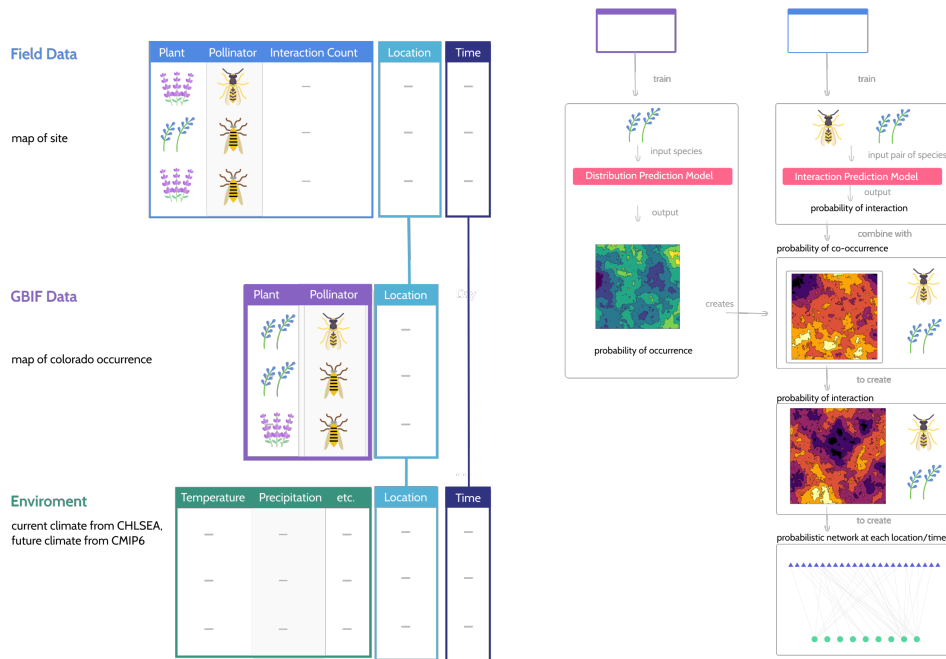 Field Data
map of site
Plant Pollinator Interaction Count Location Time
GBIF Data
map of colorado occurrence
Plant Pollinator Location
Enviroment
current climate from CHLSEA,
future climate from CMIP6
Temperature Precipitation etc. Location Time
train
input species
Distribution Prediction Model
output
probability of occurrence
creates
train
input pair of species
Interaction Prediction Model
output
probability of interaction
combine with
probability of co-occurrence
to create
probability of interaction
to create
probabilistic network at each location/time